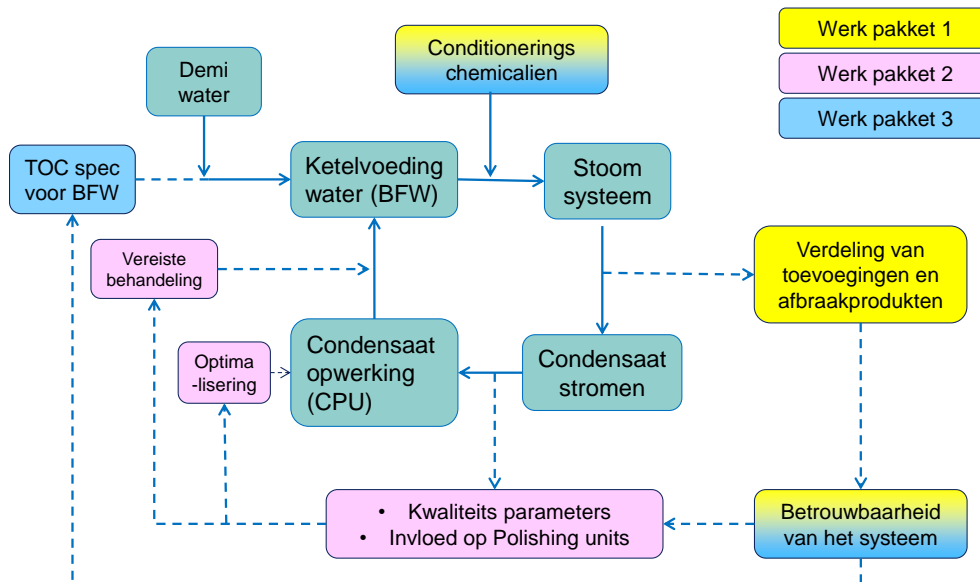 Conditionerings
chemicalien
Werk pakket 1
Demi
water
Werk pakket 2
Werk pakket 3
TOC spec
voor BFW
Ketelvoeding
water (BFW)
Stoom
systeem
Vereiste
behandeling
Verdeling van
toevoegingen en
afbraakprodukten
Optima
-lisering
Condensaat
opwerking
(CPU)
Condensaat
stromen
• Kwaliteits parameters
• Invloed op Polishing units
Betrouwbaarheid
van het systeem